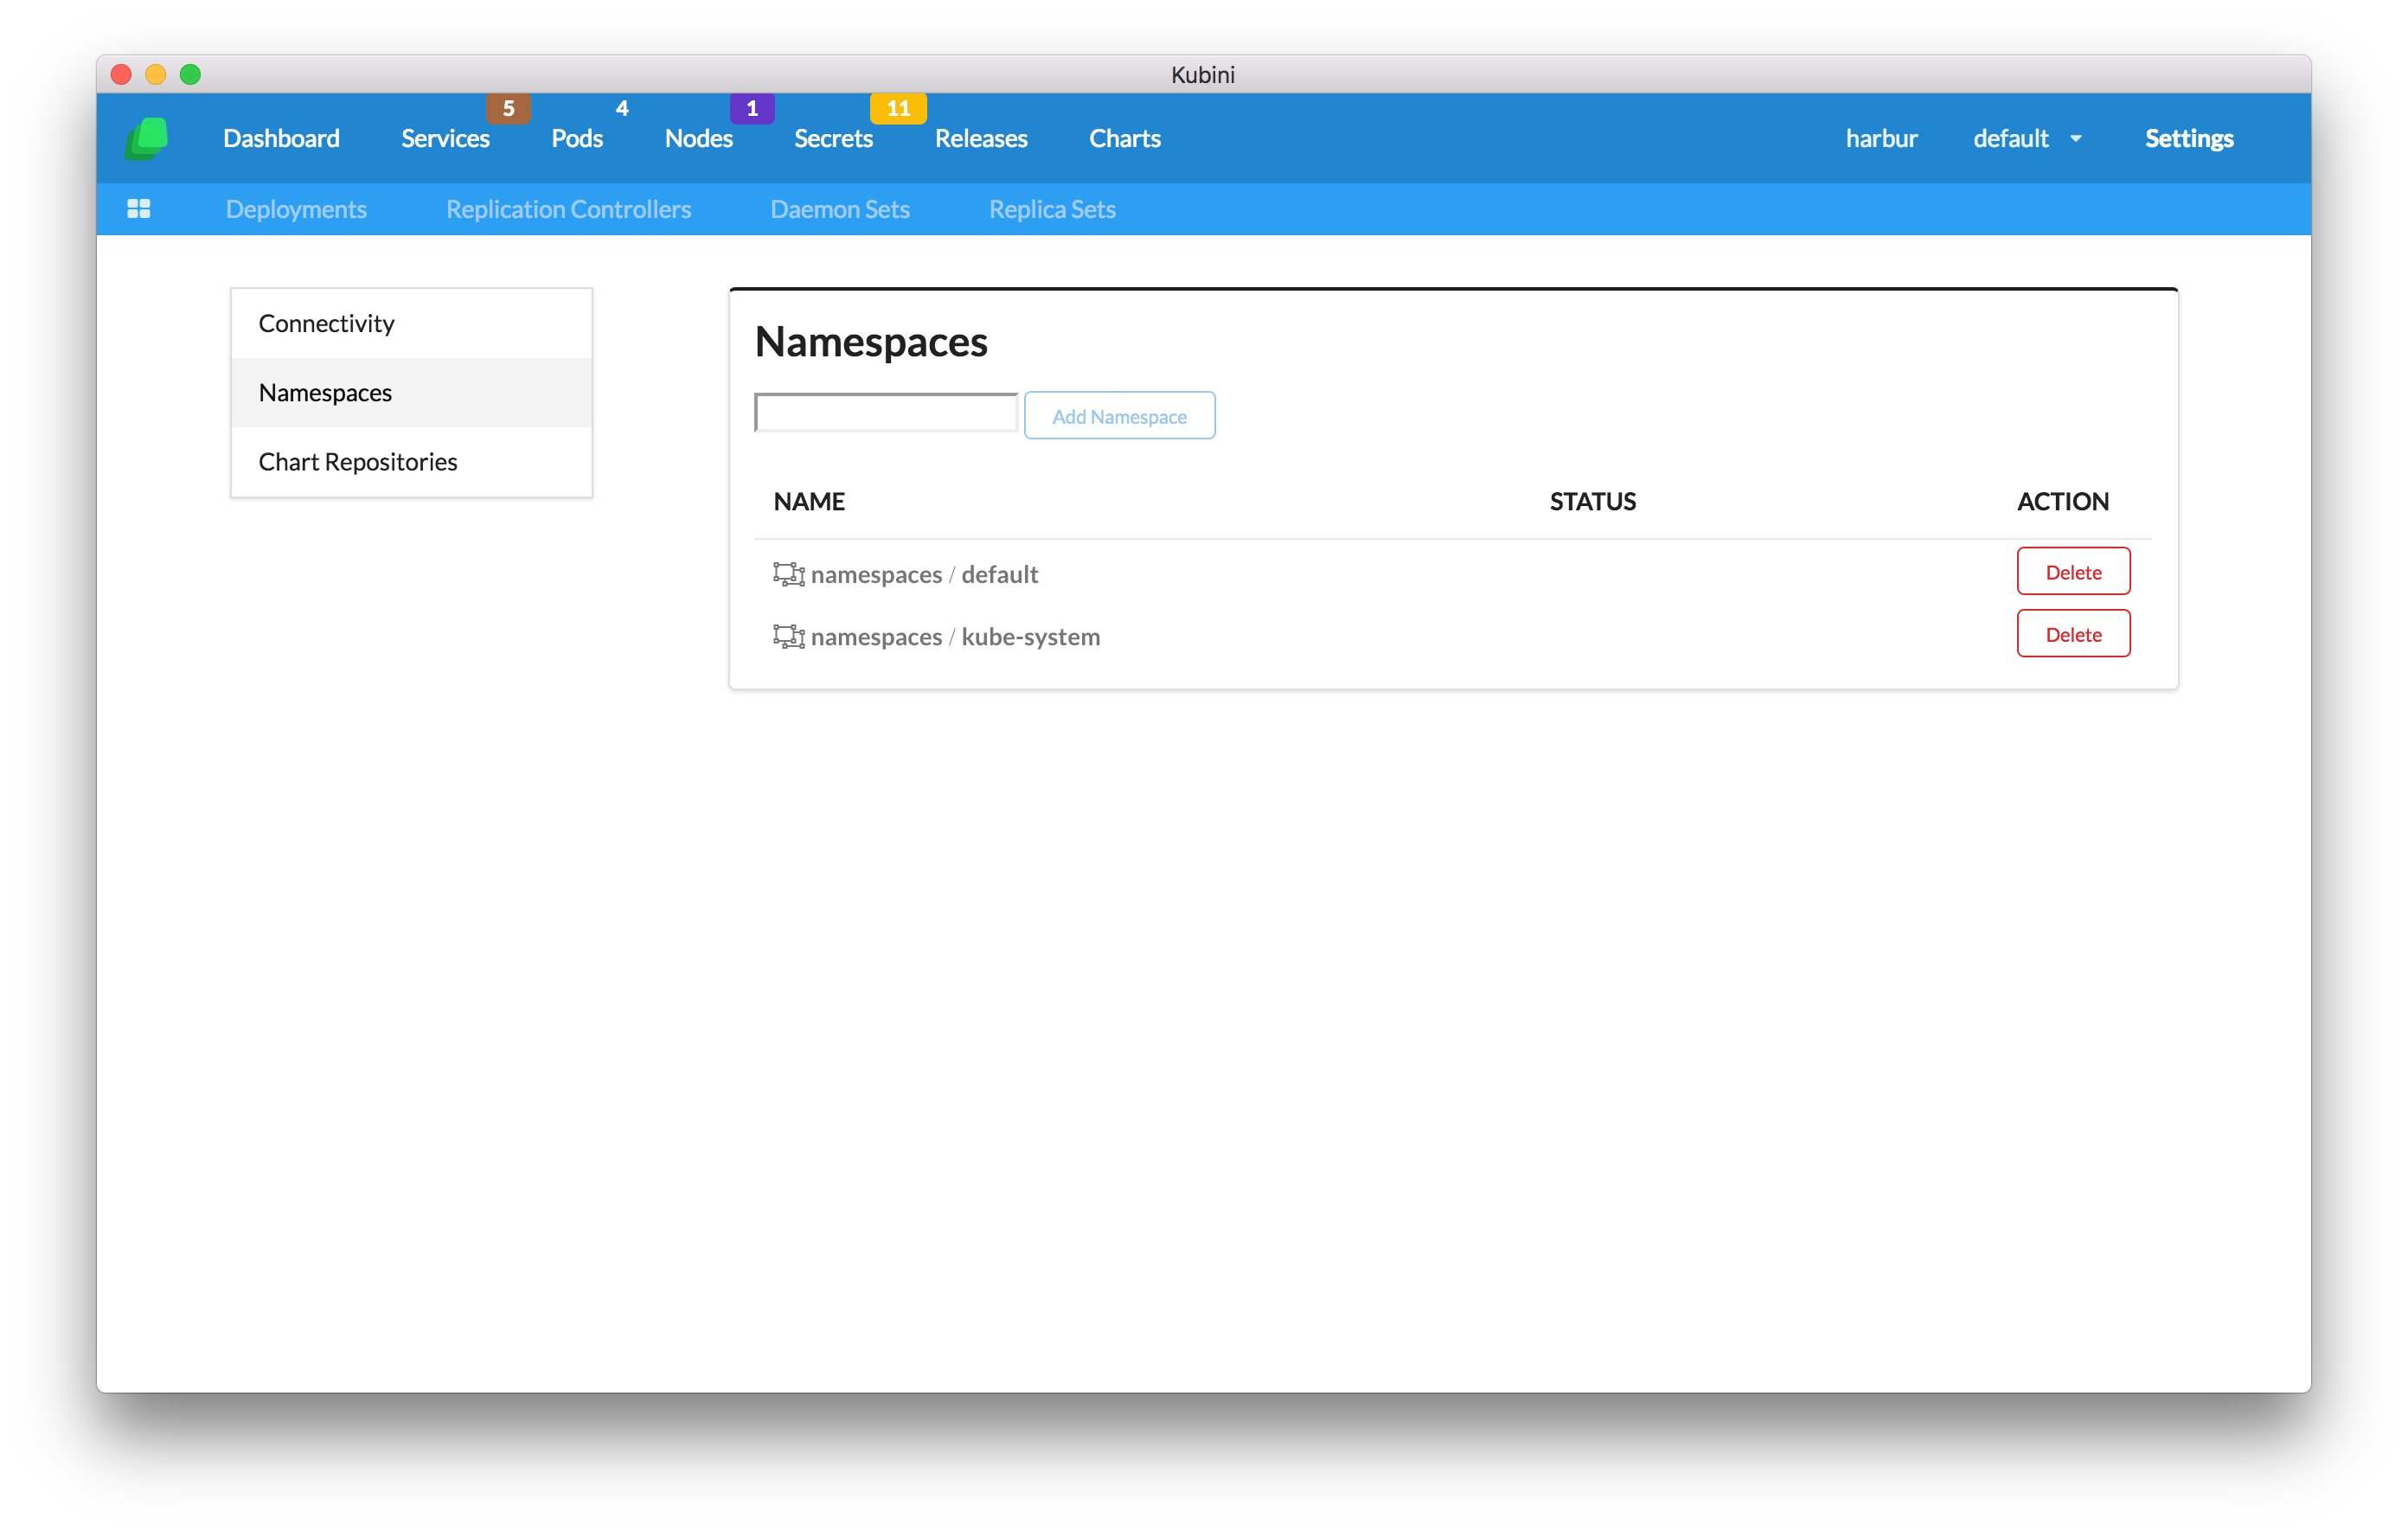 Kubini
5 4 1 11
Dashboard Services Pods Nodes Secrets Releases Charts harbur default Settings
Deployments Replication Controllers Daemon Sets Replica Sets
Connectivity
Namespaces
Chart Repositories
Namespaces
Add Namespace
NAME STATUS ACTION
namespaces / default Delete
namespaces / kube-system Delete